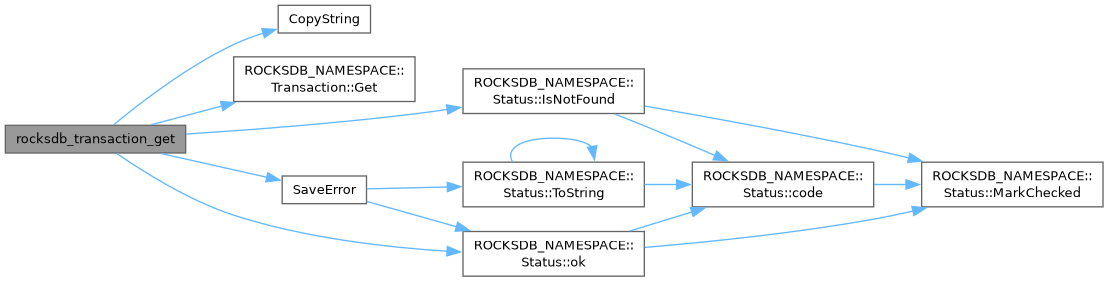 CopyString
ROCKSDB_NAMESPACE::
Transaction::Get
ROCKSDB_NAMESPACE::
Status::IsNotFound
rocksdb_transaction_get
SaveError
ROCKSDB_NAMESPACE::
Status::ToString
ROCKSDB_NAMESPACE::
Status::code
ROCKSDB_NAMESPACE::
Status::MarkChecked
ROCKSDB_NAMESPACE::
Status::ok